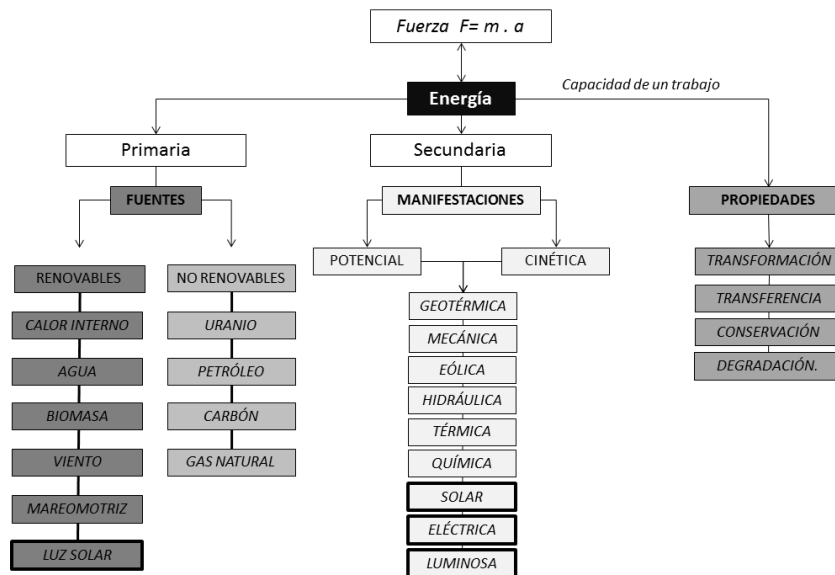 Fuerza F= m . a
Energía
Capacidad de un trabajo
Primaria
Secundaria
FUENTES
MANIFESTACIONES
PROPIEDADES
RENOVABLES
CALOR INTERNO
AGUA
BIOMASA
VIENTO
MAREOMOTRIZ
LUZ SOLAR
NO RENOVABLES
URANIO
PETRÓLEO
CARBÓN
GAS NATURAL
POTENCIAL
CINÉTICA
GEOTÉRMICA
MECÁNICA
EÓLICA
HIDRÁULICA
TÉRMICA
QUÍMICA
SOLAR
ELÉCTRICA
LUMINOSA
TRANSFORMACIÓN
TRANSFERENCIA
CONSERVACIÓN
DEGRADACIÓN.